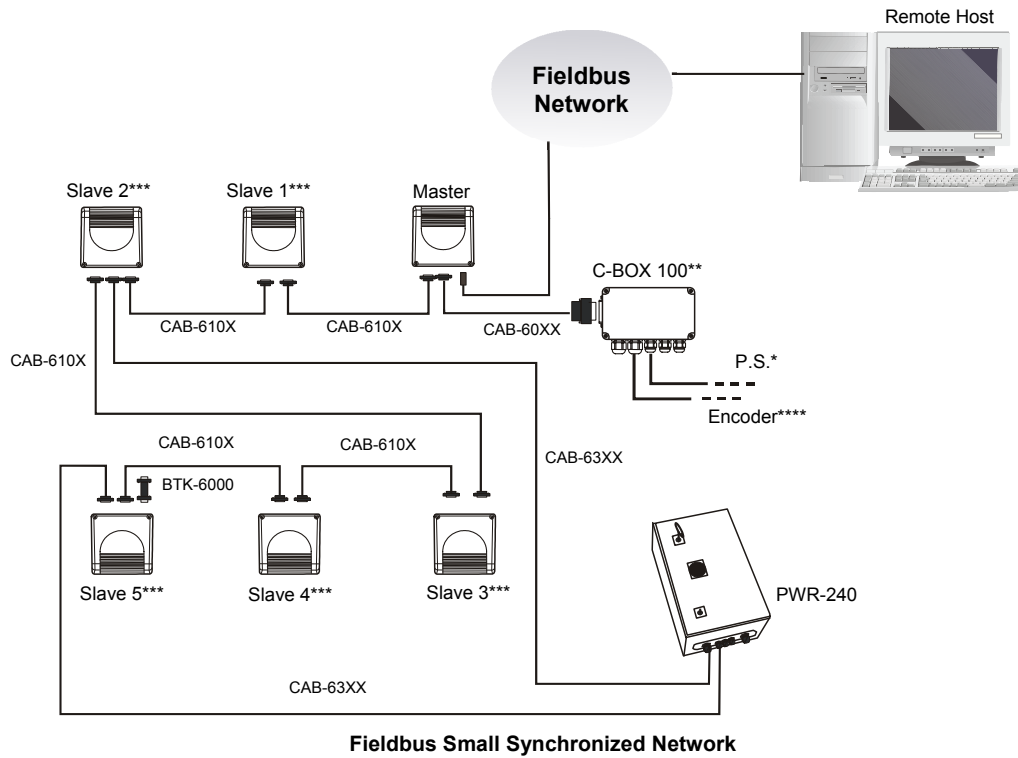 Remote Host
Fieldbus
Network
Slave 2***
Slave 1***
Master
C-BOX 100**
CAB-610X
CAB-610X
CAB-60XX
CAB-610X
P.S.*
Encoder****
CAB-610X
CAB-610X
CAB-63XX
BTK-6000
Slave 5***
Slave 4***
Slave 3***
PWR-240
CAB-63XX
Fieldbus Small Synchronized Network